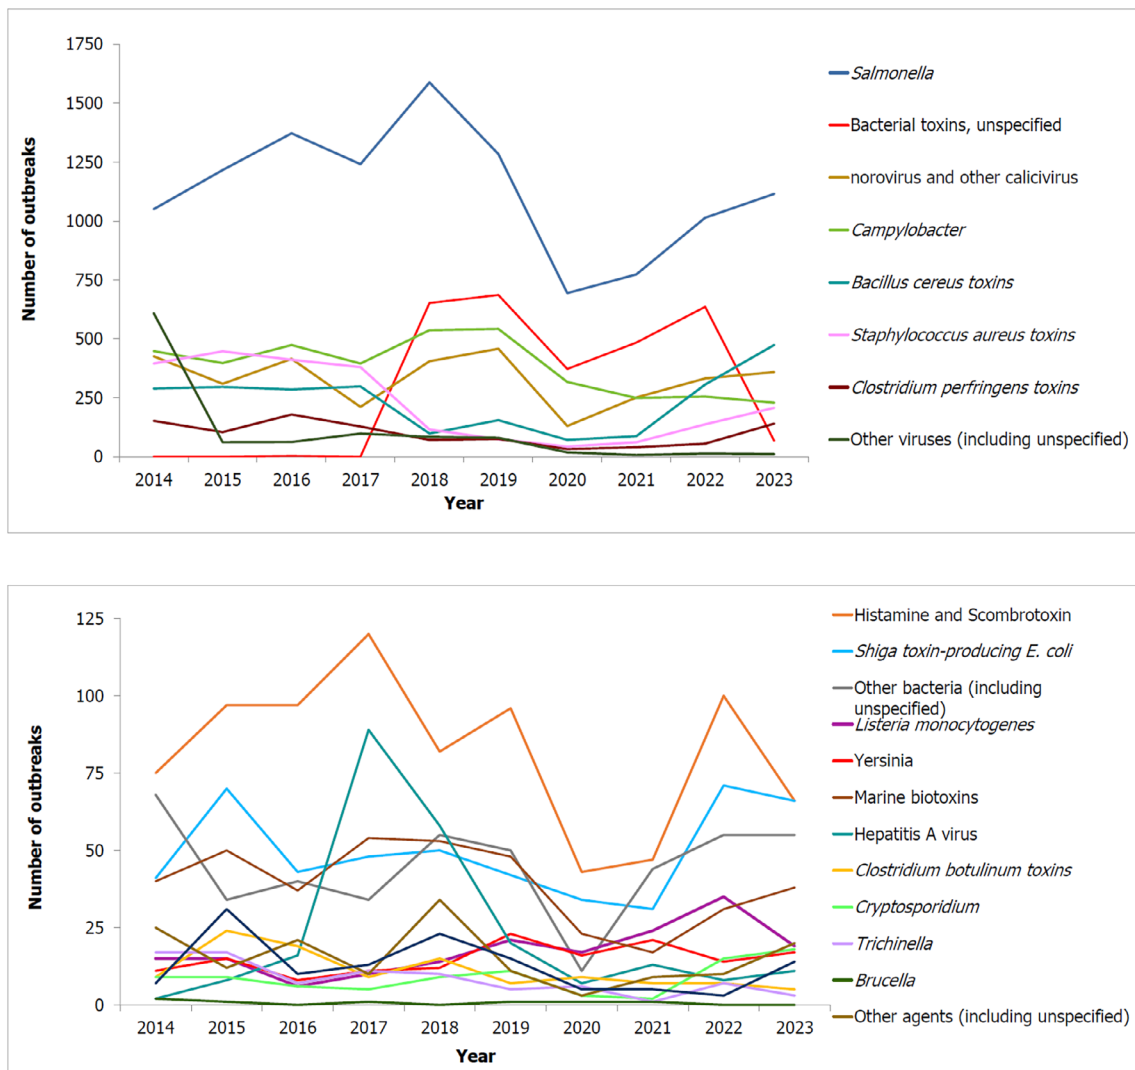 1750
1500
1250
1000
750
500
250
0
Number of outbreaks
2014 2015 2016 2017 2018 2019 2020 2021 2022 2023
Year
Salmonella
Bacterial toxins, unspecified
norovirus and other calicivirus
Campylobacter
Bacillus cereus toxins
Staphylococcus aureus toxins
Clostridium perfringens toxins
Other viruses (including unspecified)
125
100
75
50
25
0
Number of outbreaks
2014 2015 2016 2017 2018 2019 2020 2021 2022 2023
Year
Histamine and Scombrotoxin
Shiga toxin-producing E. coli
Other bacteria (including
unspecified)
Listeria monocytogenes
Yersinia
Marine biotoxins
Hepatitis A virus
Clostridium botulinum toxins
Cryptosporidium
Trichinella
Brucella
Other agents (including unspecified)